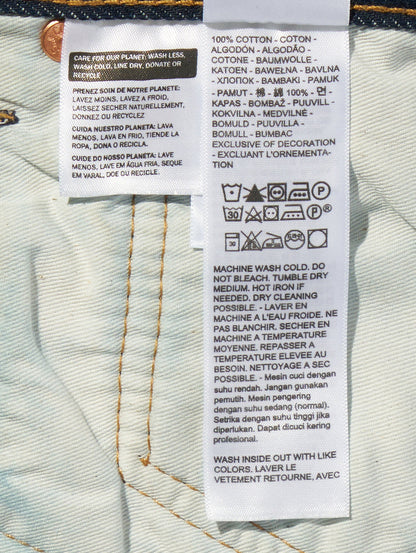 CARE FOR OUR PLANET: WASH LESS,
WASH COLD, LINE DRY, DONATE OR
RECYCLE
PRENEZ SOIN DE NOTRE PLANETE:
LAVEZ MOINS, LAVEZ A FROID,
LAISSEZ SECHER NATURELLEMENT,
DONNEZ OU RECYCLEZ
CUIDA NUESTRO PLANETA: LAVA
MENOS, LAVA EN FRIO, TIENDE LA
ROPA, DONA O RECICLA.
CUIDE DO NOSSO PLANETA: LAVE
MENOS, LAVE EM ÁGUA FRIA, SEQUE
EM VARAL, DOE OU RECICLE.
100% COTTON - COTON -
ALGODÓN - ALGODÃO -
COTONE - BAUMWOLLE -
KATOEN - BAWEŁNA - BAVLNA
- ХЛОПОК - BAMBAKI - PAMUK
- PAMUT - 棉 - 綿 100% - 면 -
KAPAS - BOMBAŽ - PUUVILL -
KOKVILNA - MEDVILNĖ -
BOMULD - PUUVILLA -
BOMULL - BUMBAC
EXCLUSIVE OF DECORATION
- EXCLUANT L'ORNEMENTA-
TION
P
30 P
30
MACHINE WASH COLD. DO
NOT BLEACH. TUMBLE DRY
MEDIUM. HOT IRON IF
NEEDED. DRY CLEANING
POSSIBLE. - LAVER EN
MACHINE A L'EAU FROIDE. NE
PAS BLANCHIR. SECHER EN
MACHINE A TEMPERATURE
MOYENNE. REPASSER A
TEMPERATURE ELEVEE AU
BESOIN. NETTOYAGE A SEC
POSSIBLE. - Mesin cuci dengan
suhu rendah. Jangan gunakan
pemutih. Mesin pengering
dengan suhu sedang (normal).
Setrika dengan suhu tinggi jika
diperlukan. Dapat dicuci kering
profesional.
WASH INSIDE OUT WITH LIKE
COLORS. LAVER LE
VETEMENT RETOURNE, AVEC